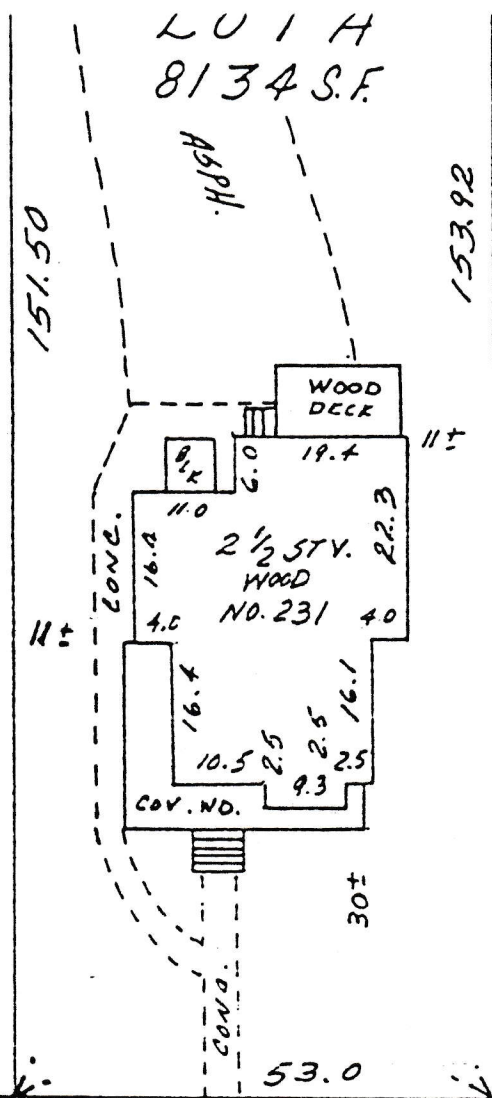 LOT H
8134 S.F.
ASPH.
151.50
153.92
WOOD
DECK
11±
BLK
6.0
19.4
11.0
CONC.
16.4
2 1/2 STY.
WOOD
NO. 231
22.3
11±
4.0
4.0
16.4
16.1
10.5
2.5
2.5
9.3
2.5
COV. WD.
30±
CONC.
53.0